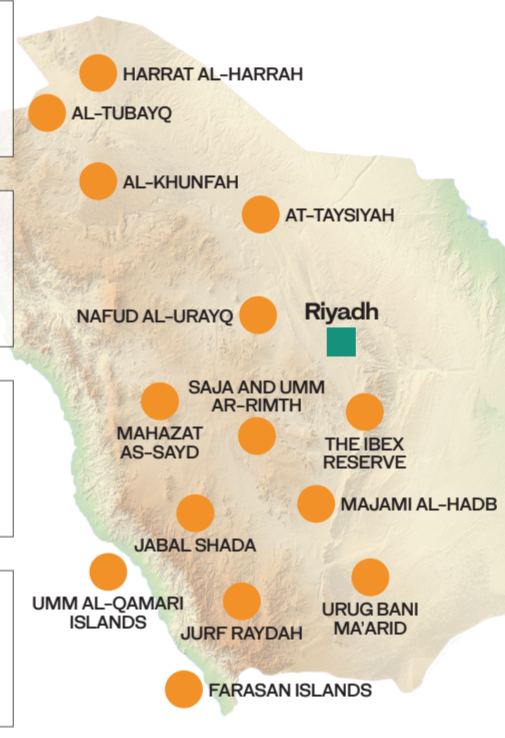 HARRAT AL-HARRAH
AL-TUBAYQ
AL-KHUNFAH
AT-TAYSIYAH
NAFUD AL-URAYQ
Riyadh
SAJA AND UMM
AR-RIMTH
MAHAZAT
AS-SAYD
THE IBEX
RESERVE
MAJAMI AL-HADB
JABAL SHADA
UMM AL-QAMARI
ISLANDS
URUG BANI
MA'ARID
JURF RAYDAH
FARASAN ISLANDS